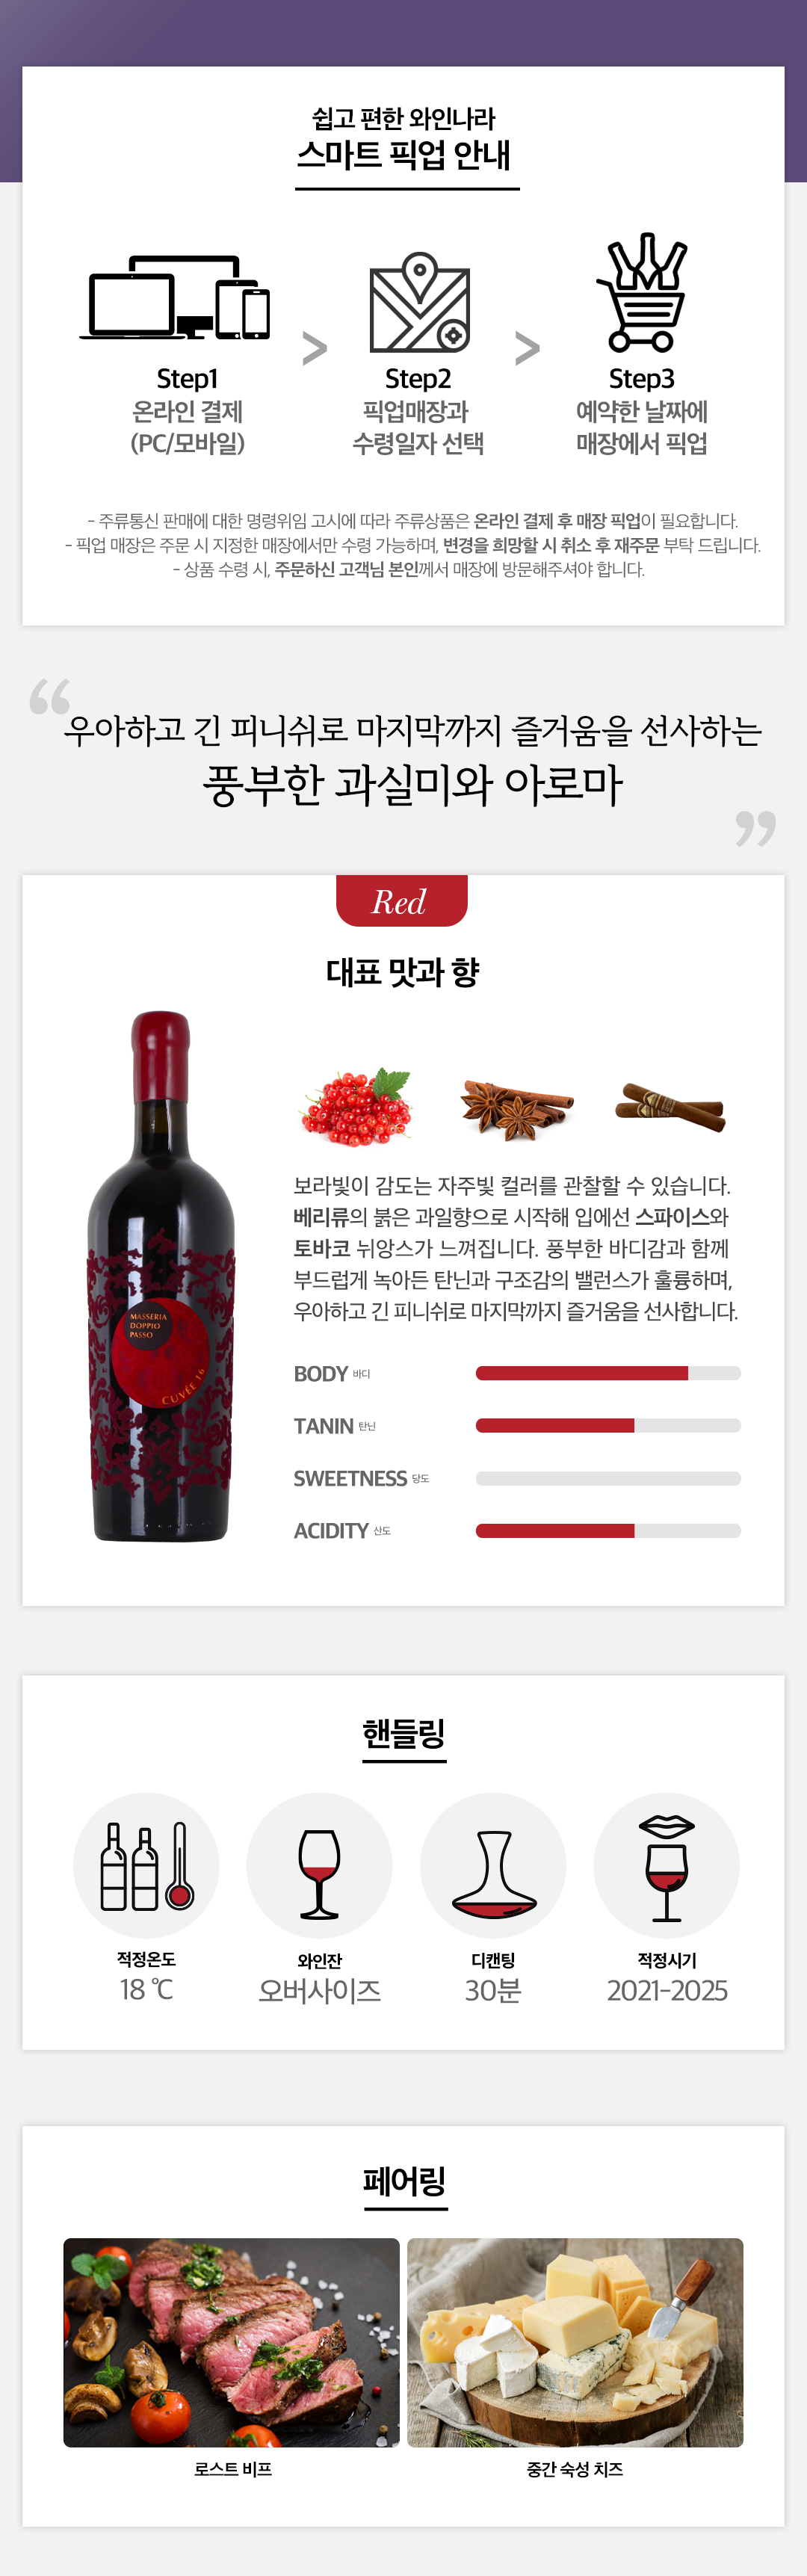 쉽고 편한 와인나라
스마트 픽업 안내
Step1
온라인 결제
(PC/모바일)
>
Step2
픽업매장과
수령일자 선택
>
Step3
예약한 날짜에
매장에서 픽업
- 주류통신 판매에 대한 명령위임 고시에 따라 주류상품은 온라인 결제 후 매장 픽업이 필요합니다.
- 픽업 매장은 주문 시 지정한 매장에서만 수령 가능하며, 변경을 희망할 시 취소 후 재주문 부탁 드립니다.
- 상품 수령 시, 주문하신 고객님 본인께서 매장에 방문해주셔야 합니다.
“우아하고 긴 피니쉬로 마지막까지 즐거움을 선사하는
풍부한 과실미와 아로마”
Red
대표 맛과 향
보라빛이 감도는 자주빛 컬러를 관찰할 수 있습니다.
베리류의 붉은 과일향으로 시작해 입에선 스파이스와
토바코 뉘앙스가 느껴집니다. 풍부한 바디감과 함께
부드럽게 녹아든 탄닌과 구조감의 밸런스가 훌륭하며,
우아하고 긴 피니쉬로 마지막까지 즐거움을 선사합니다.
MASSERIA
DOPPIO
PASSO
CUVÉE 16
BODY 바디
TANIN 탄닌
SWEETNESS 당도
ACIDITY 산도
핸들링
적정온도
18 ℃
와인잔
오버사이즈
디캔팅
30분
적정시기
2021-2025
페어링
로스트 비프
중간 숙성 치즈